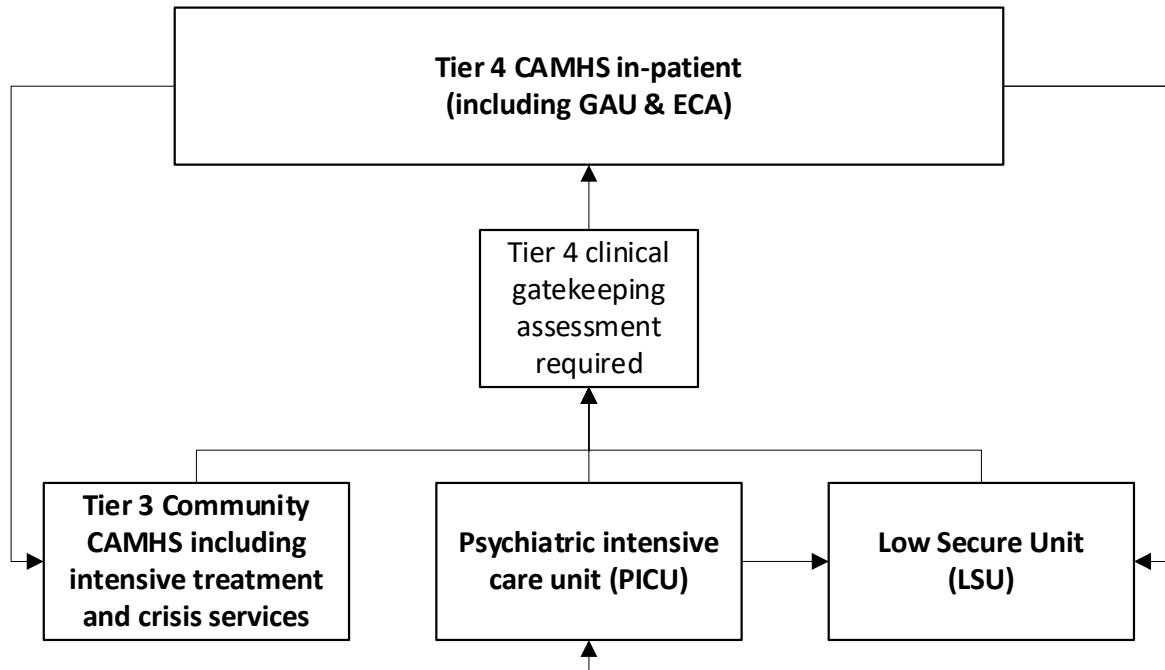 Tier 4 CAMHS in-patient
(including GAU & ECA)
Tier 4 clinical
gatekeeping
assessment
required
Tier 3 Community
CAMHS including
intensive treatment
and crisis services
Psychiatric intensive
care unit (PICU)
Low Secure Unit
(LSU)